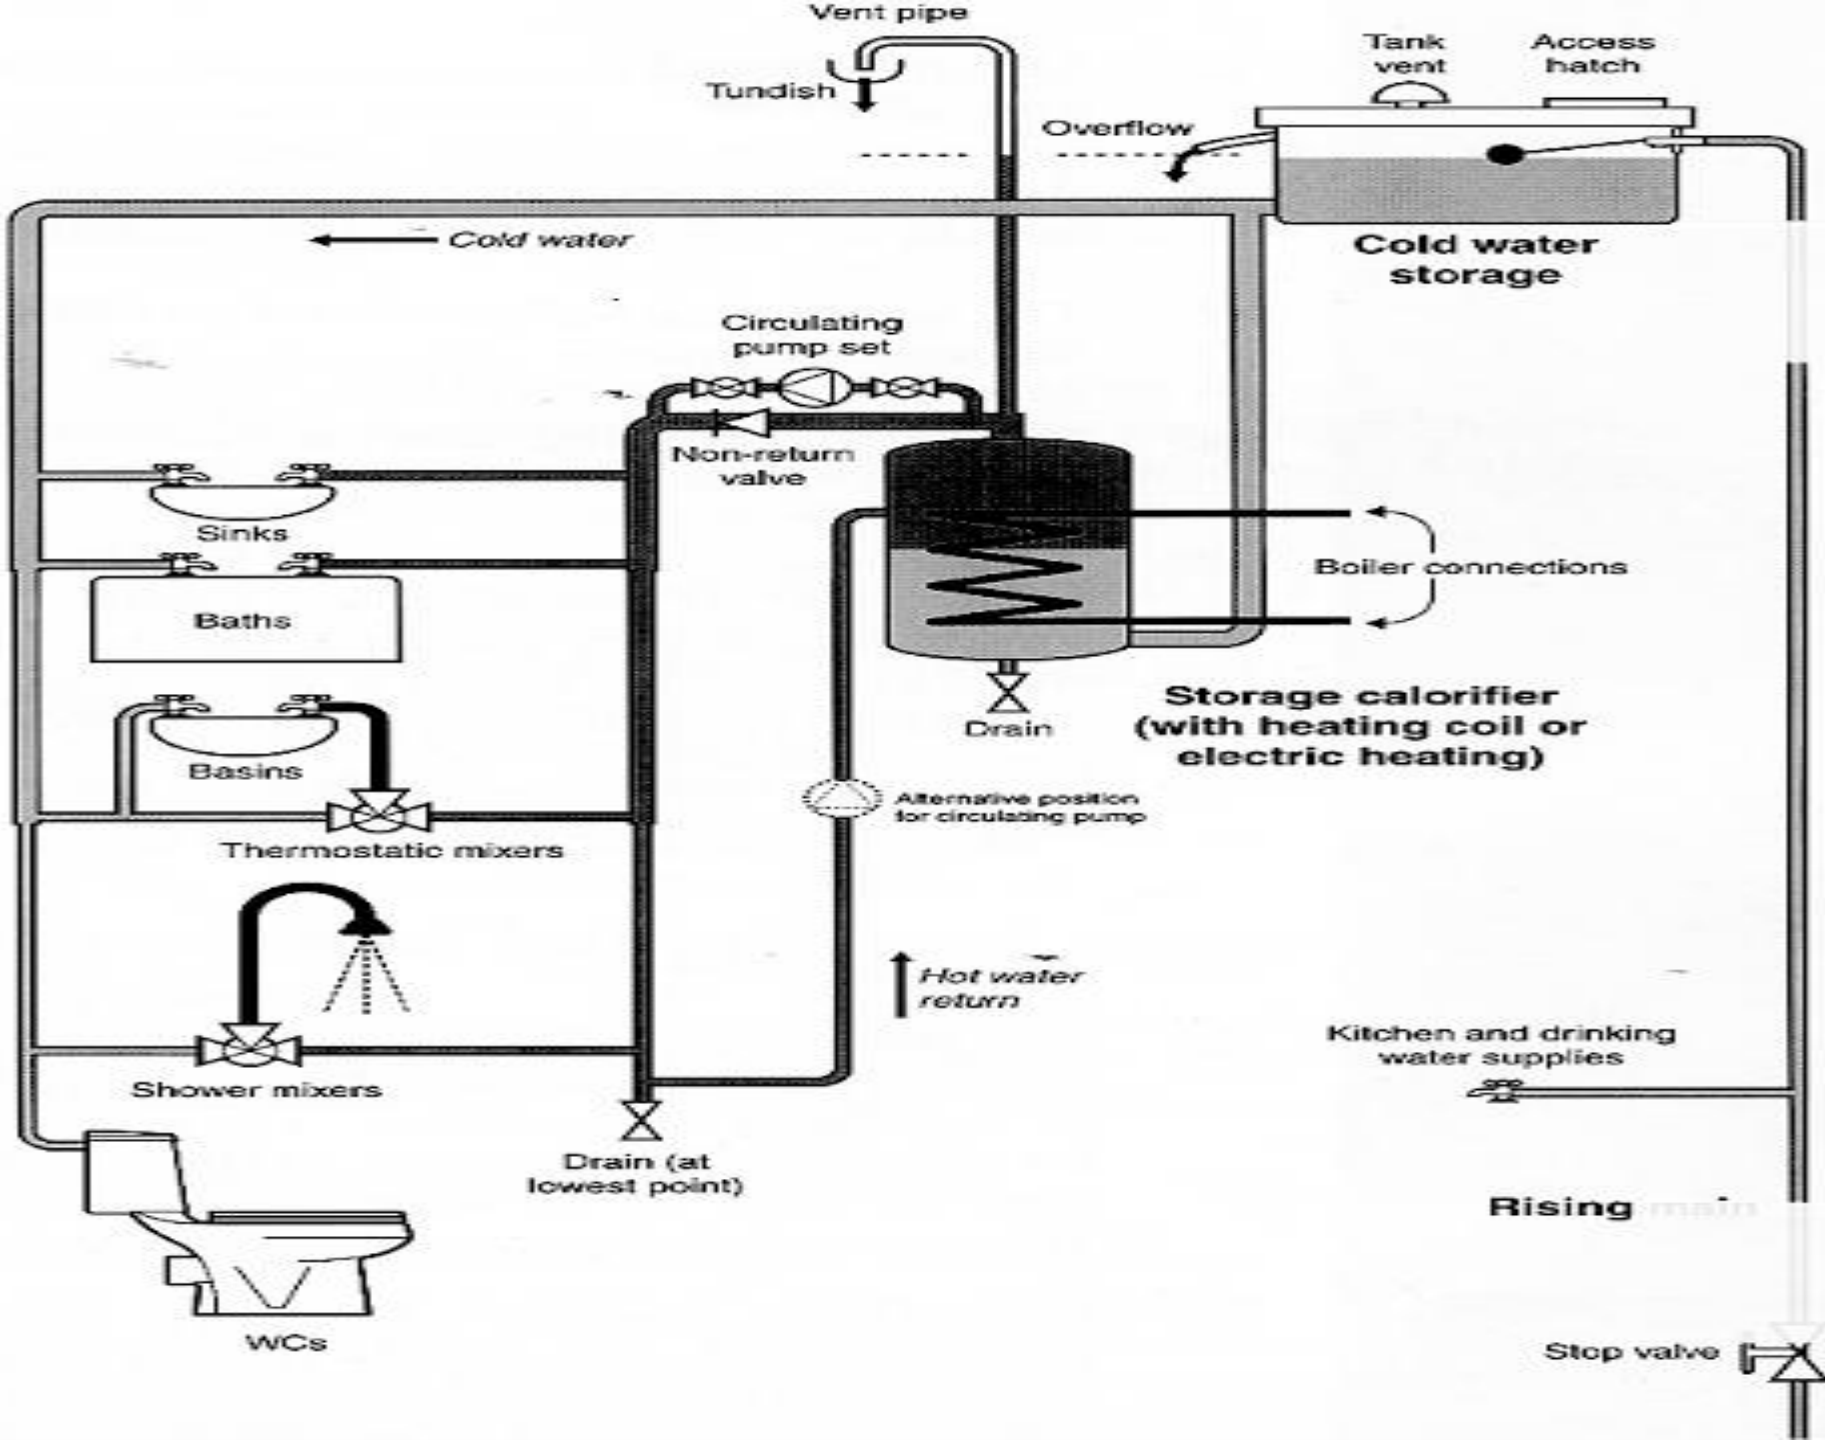 Vent pipe
Tank
vent
Access
hatch
Tundish
Overflow
Cold water
Cold water
storage
Circulating
pump set
Non-return
valve
Sinks
Boiler connections
Baths
Storage calorifier
(with heating coil or
electric heating)
Drain
Basins
Alternative position
for circulating pump
Thermostatic mixers
Hot water
return
Kitchen and drinking
water supplies
Shower mixers
Drain (at
lowest point)
Rising main
WCs
Stop valve